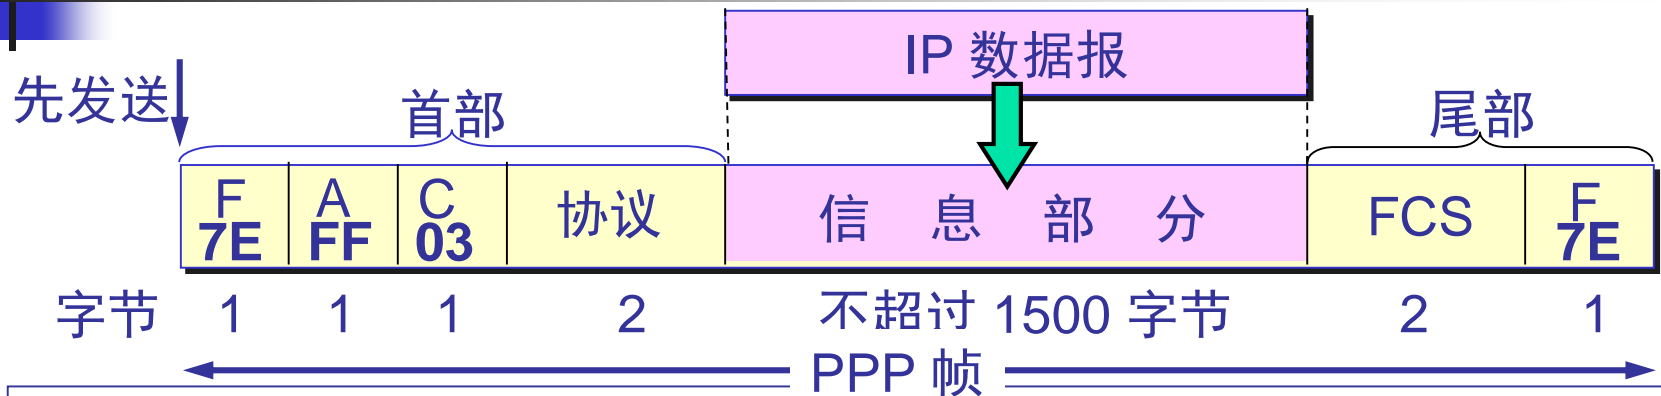 IP 数据报
先发送
首部
尾部
F A C 协议 信息部分 FCS F
7E FF 03 7E
字节 1 1 1 2 不超过 1500 字节 2 1
PPP 帧